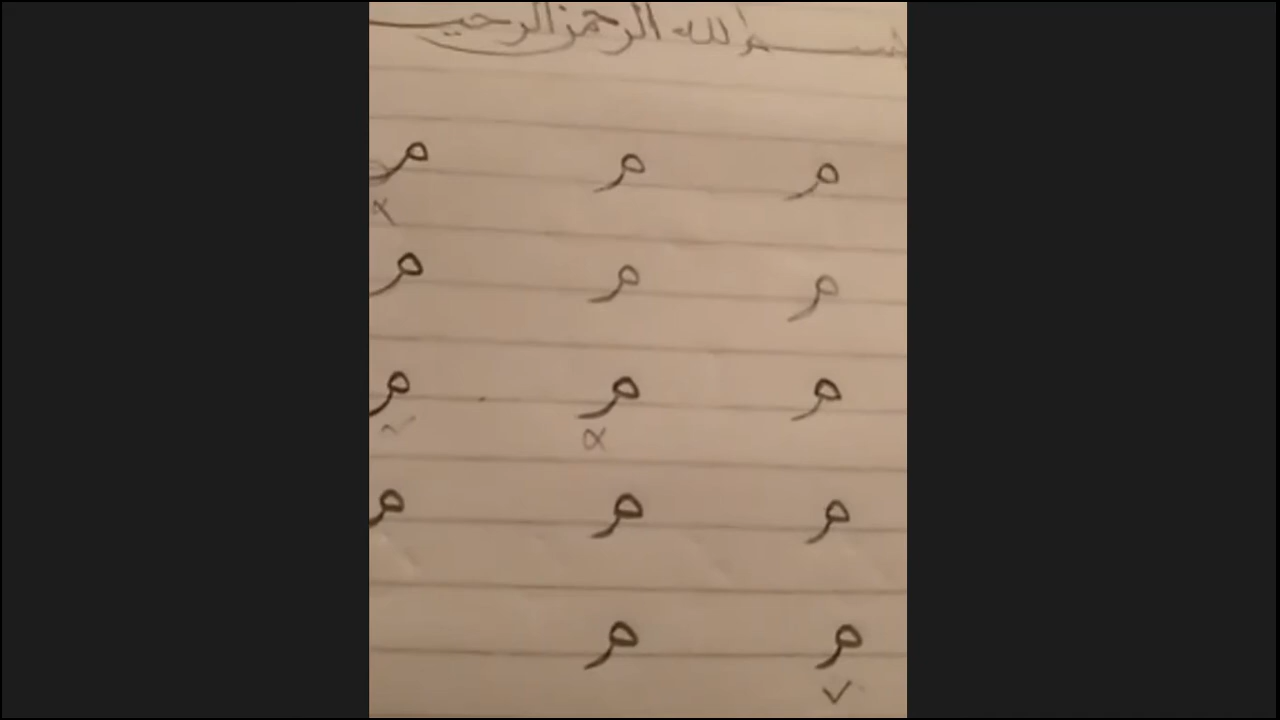 بسم الله الرحمن الرحيم
م م م
x
م م م
م م م
x
م م م
م م
✓